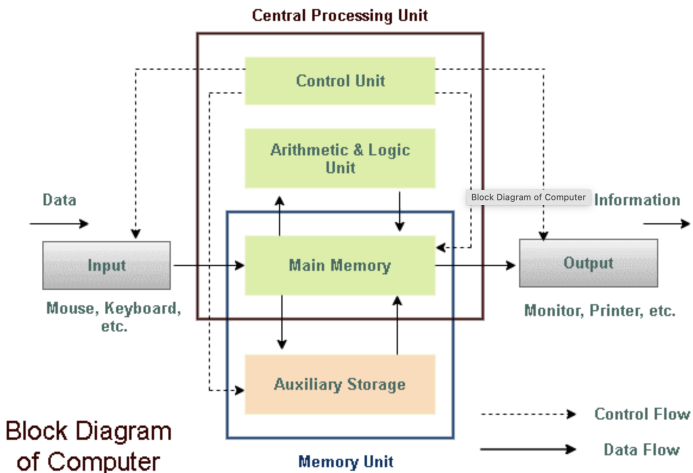 Central Processing Unit
Control Unit
Arithmetic & Logic
Unit
Data
Block Diagram of Computer
Information
Input
Main Memory
Output
Mouse, Keyboard,
etc.
Monitor, Printer, etc.
Auxiliary Storage
Control Flow
Block Diagram
of Computer
Data Flow
Memory Unit